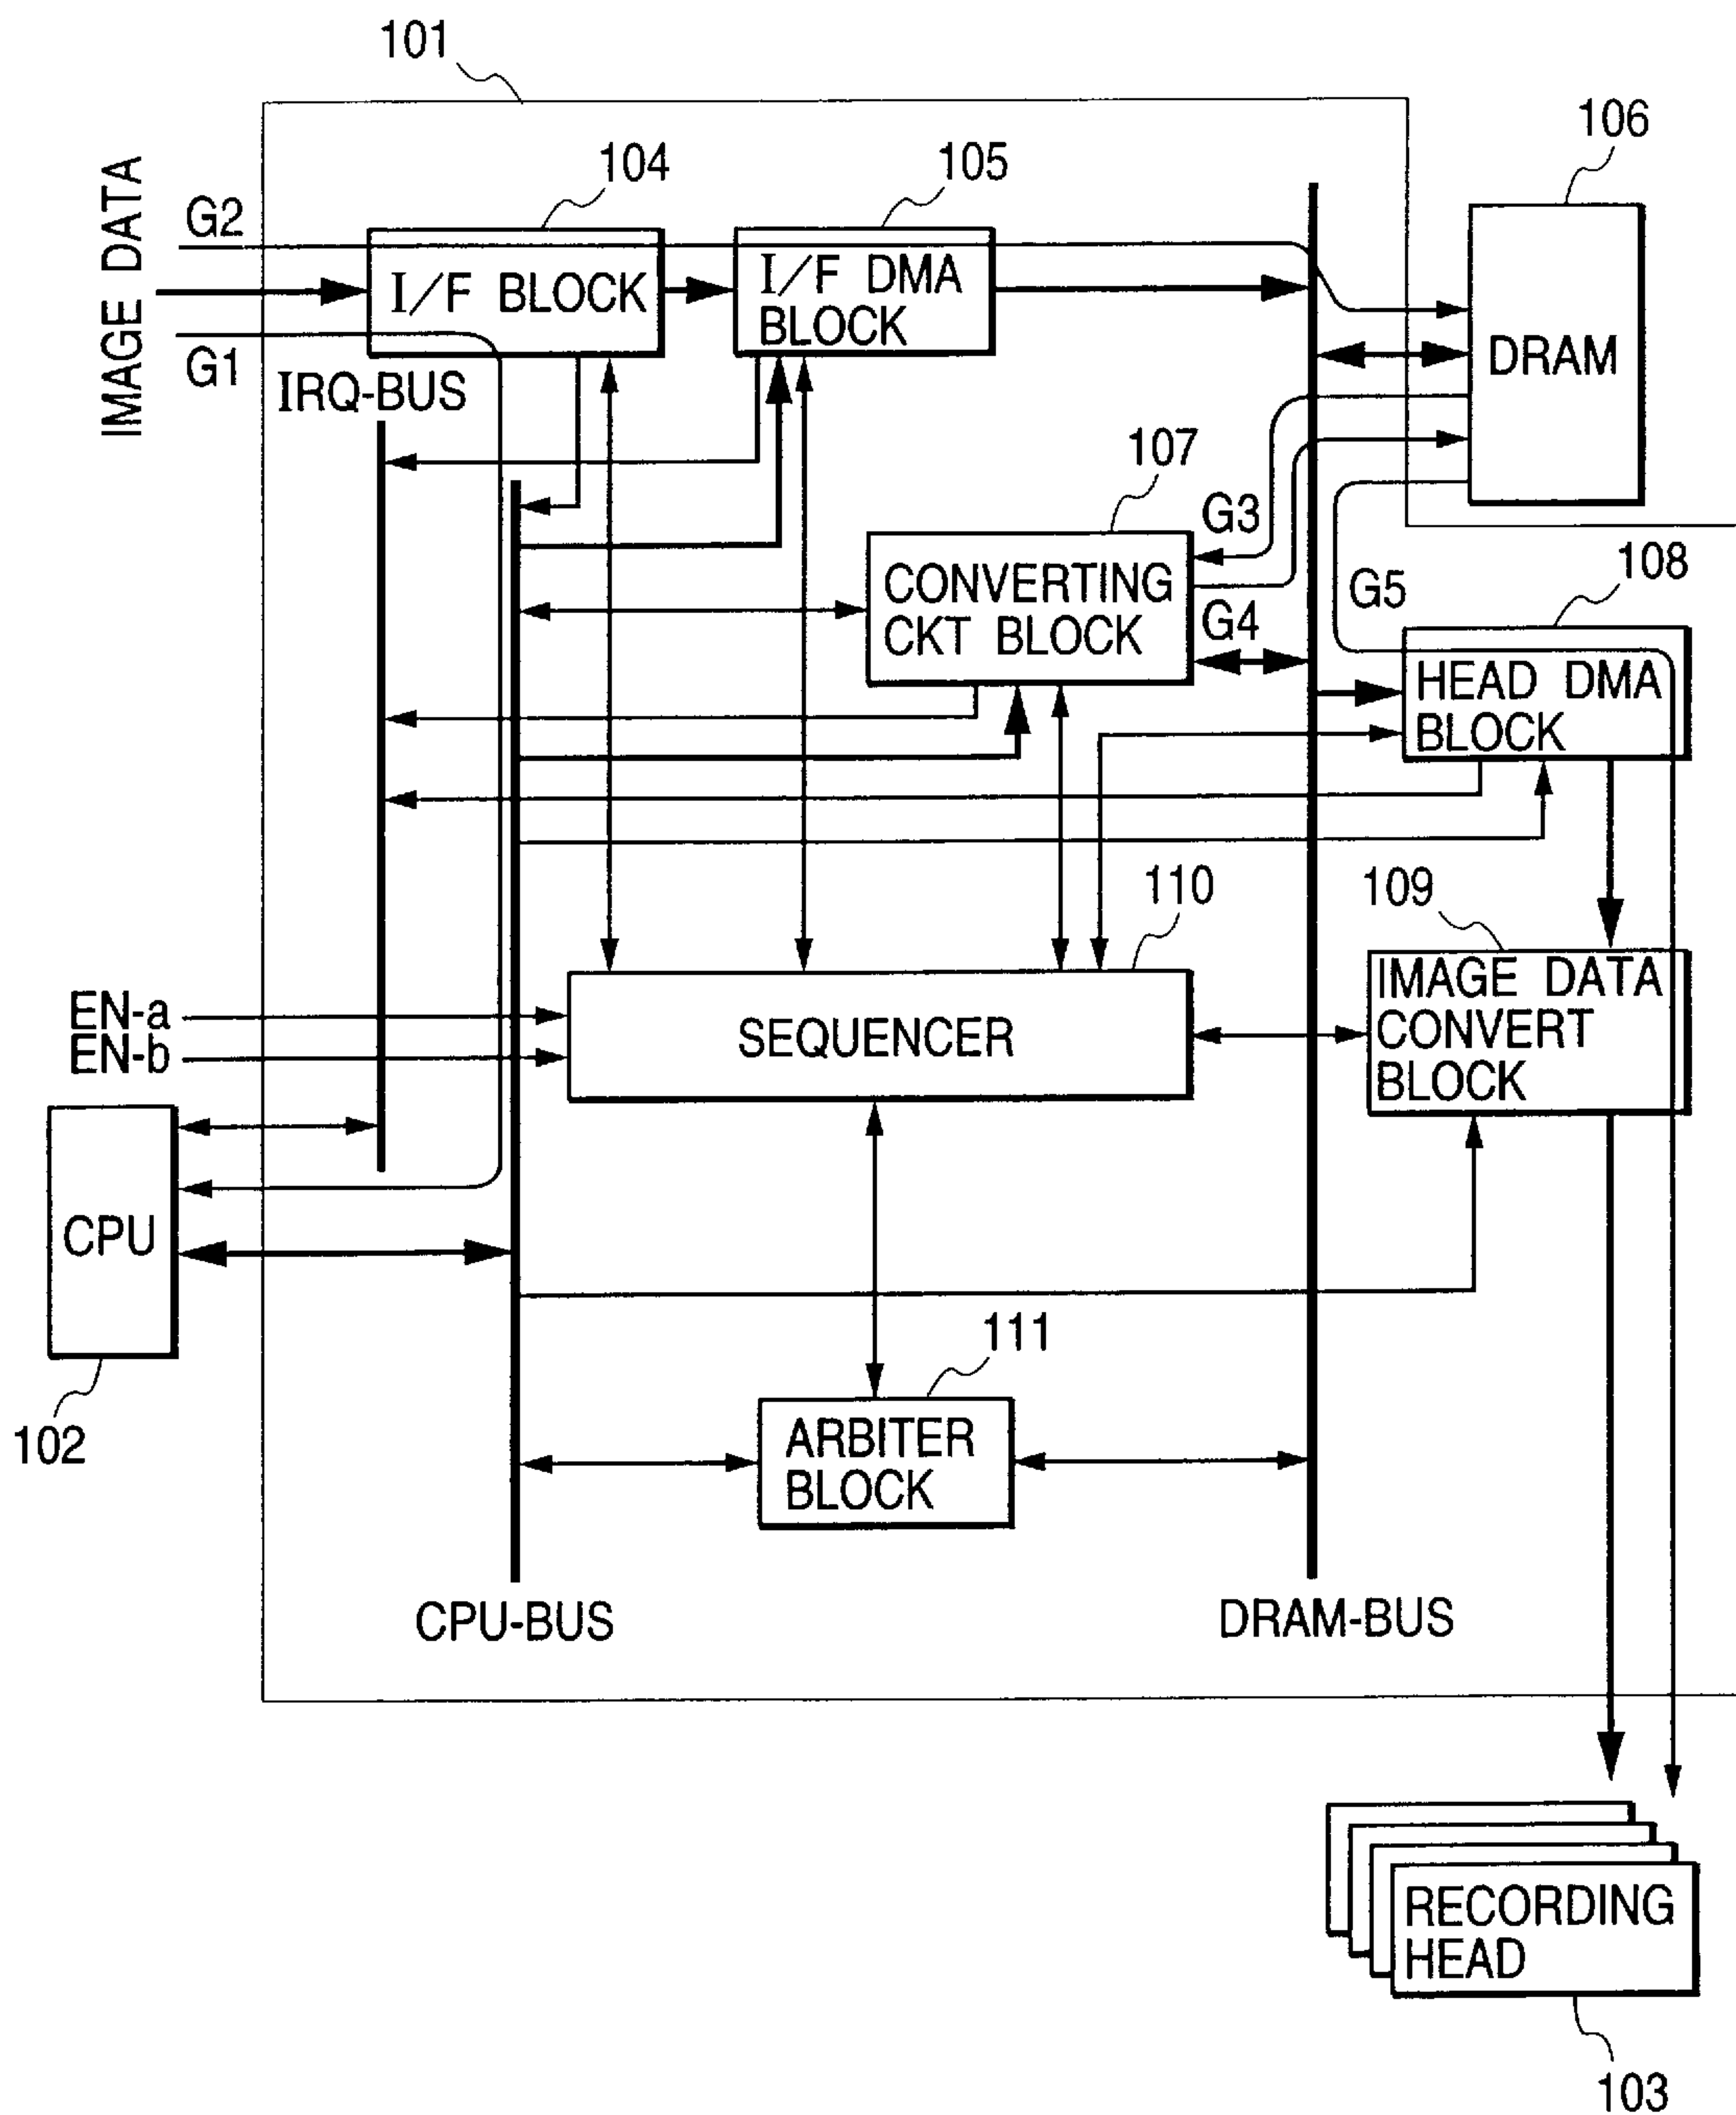 101
106
104
105
IMAGE DATA
G2
I/F BLOCK
I/F DMA
BLOCK
DRAM
G1
IRQ-BUS
107
G3
CONVERTING
CKT BLOCK
G4
G5
108
HEAD DMA
BLOCK
110
109
IMAGE DATA
CONVERT
BLOCK
EN-a
EN-b
SEQUENCER
CPU
102
111
ARBITER
BLOCK
CPU-BUS
DRAM-BUS
RECORDING
HEAD
103